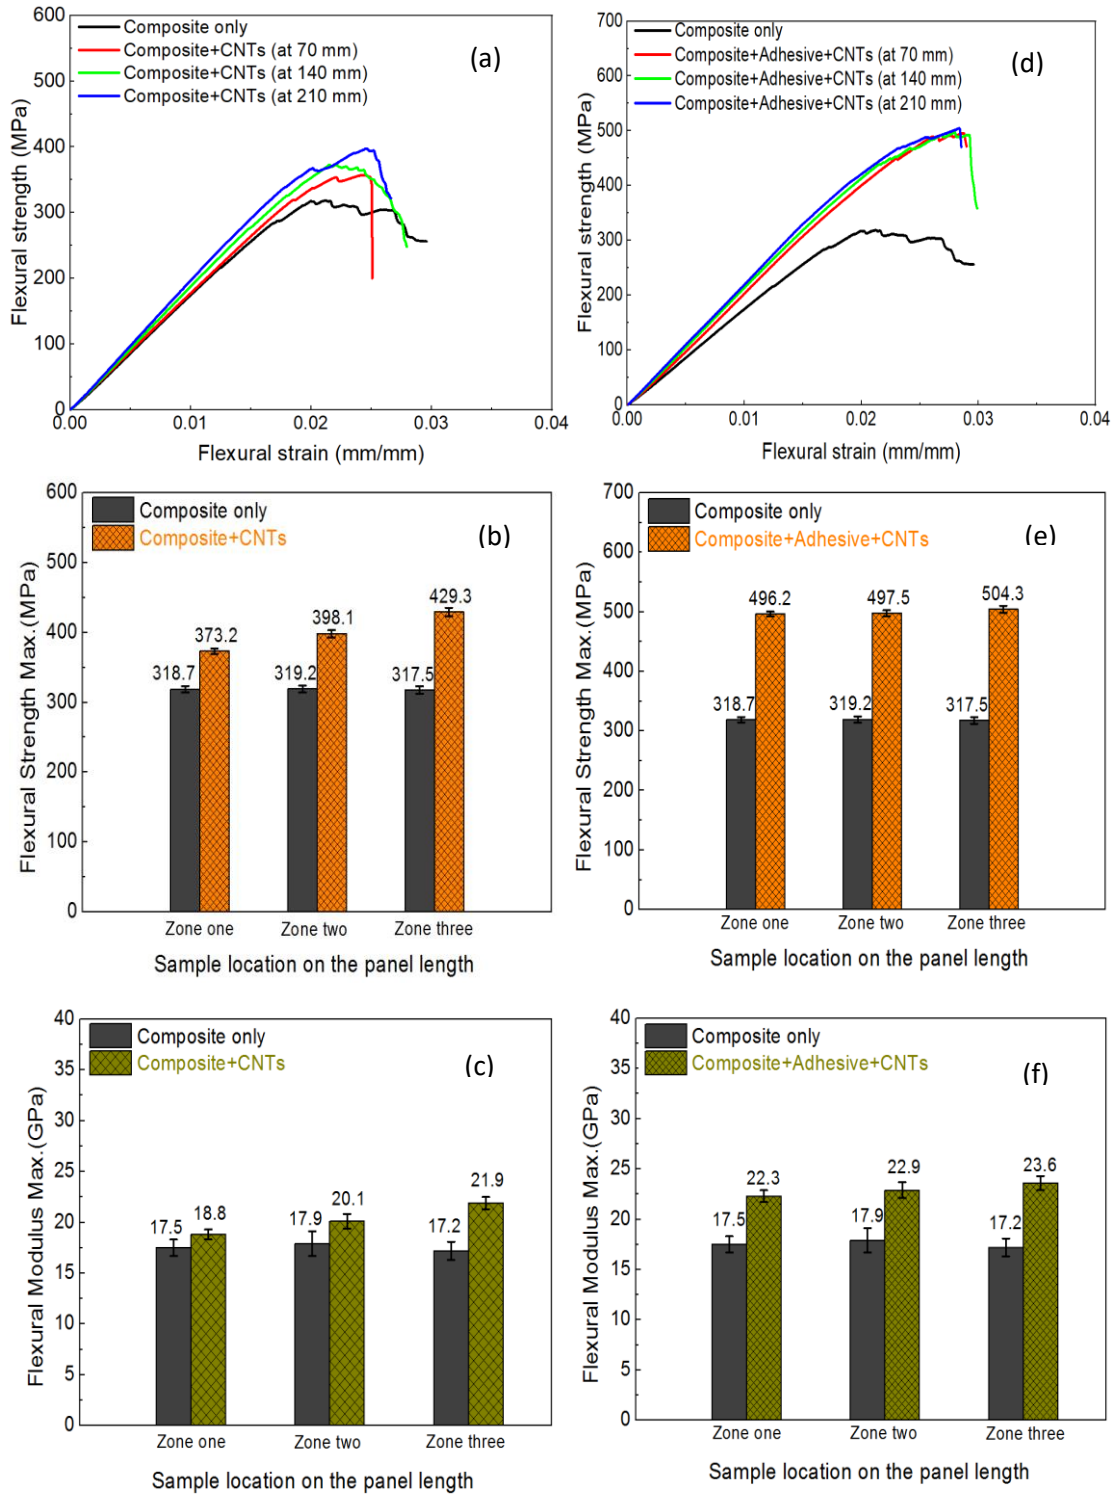 600
500
400
300
200
100
0
Flexural strength (MPa)
Composite only
Composite+CNTs (at 70 mm)
Composite+CNTs (at 140 mm)
Composite+CNTs (at 210 mm)
(a)
0.00
0.01
0.02
0.03
0.04
Flexural strain (mm/mm)
700
600
500
400
300
200
100
0
Flexural strength (MPa)
Composite only
Composite+Adhesive+CNTs (at 70 mm)
Composite+Adhesive+CNTs (at 140 mm)
Composite+Adhesive+CNTs (at 210 mm)
(d)
0.00
0.01
0.02
0.03
0.04
Flexural strain (mm/mm)
600
500
400
300
200
100
0
Flexural Strength Max.(MPa)
Composite only
Composite+CNTs
(b)
318.7
373.2
319.2
398.1
317.5
429.3
Zone one
Zone two
Zone three
Sample location on the panel length
700
600
500
400
300
200
100
0
Flexural Strength Max.(MPa)
Composite only
Composite+Adhesive+CNTs
(e)
318.7
496.2
319.2
497.5
317.5
504.3
Zone one
Zone two
Zone three
Sample location on the panel length
40
35
30
25
20
15
10
5
0
Flexural Modulus Max.(GPa)
Composite only
Composite+CNTs
(c)
17.5
18.8
17.9
20.1
17.2
21.9
Zone one
Zone two
Zone three
Sample location on the panel length
40
35
30
25
20
15
10
5
0
Flexural Modulus Max.(GPa)
Composite only
Composite+Adhesive+CNTs
(f)
17.5
22.3
17.9
22.9
17.2
23.6
Zone one
Zone two
Zone three
Sample location on the panel length